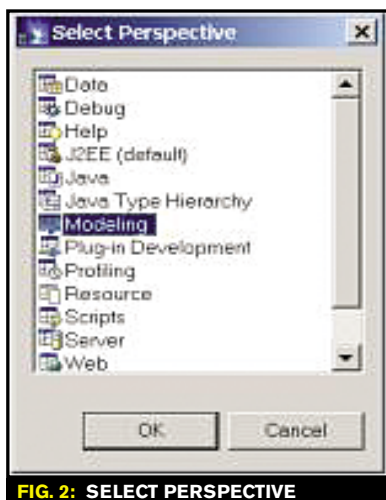 Select Perspective
Data
Debug
Help
J2EE (default)
Java
Java Type Hierarchy
Modeling
Plug-in Development
Profiling
Resource
Scripts
Server
Web
OK
Cancel
FIG. 2: SELECT PERSPECTIVE